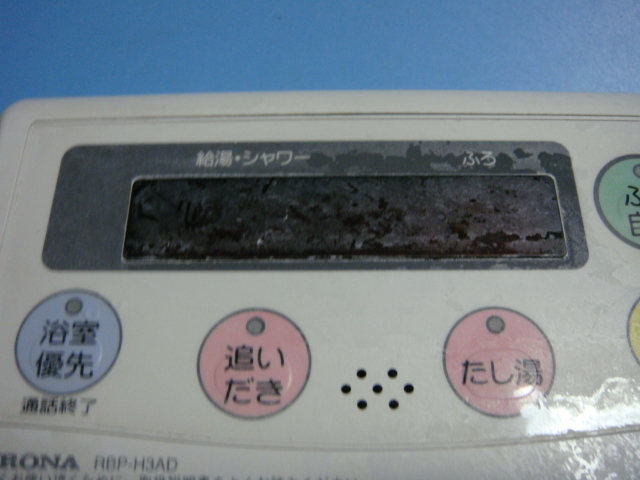 給湯・シャワー ふろ
ふ
浴室
優先
追い
だき
たし湯
通話終了
RONA RBP-H3AD